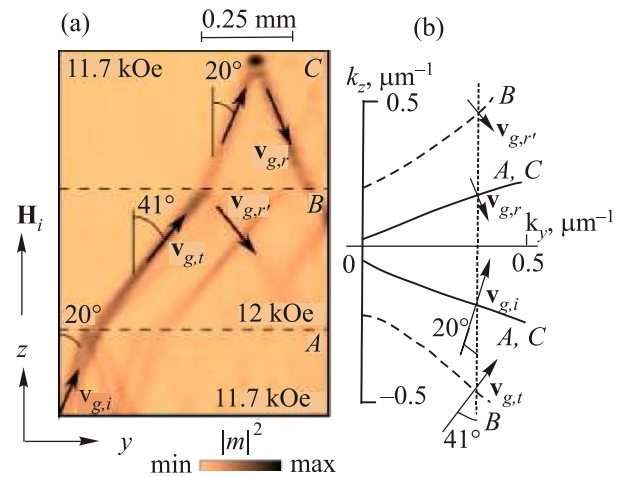 (a)
0.25 mm
(b)
11.7 kOe
20°
C
v_{g,r}
H_i
41°
v_{g,t}
v_{g,r'}
B
20°
12 kOe
A
z
v_{g,i}
11.7 kOe
y
|m|^2
min
max
k_z, μm^{−1}
0.5
B
v_{g,r'}
A, C
v_{g,r}
k_y, μm^{−1}
0
0.5
v_{g,i}
20°
A, C
−0.5
v_{g,t}
B
41°